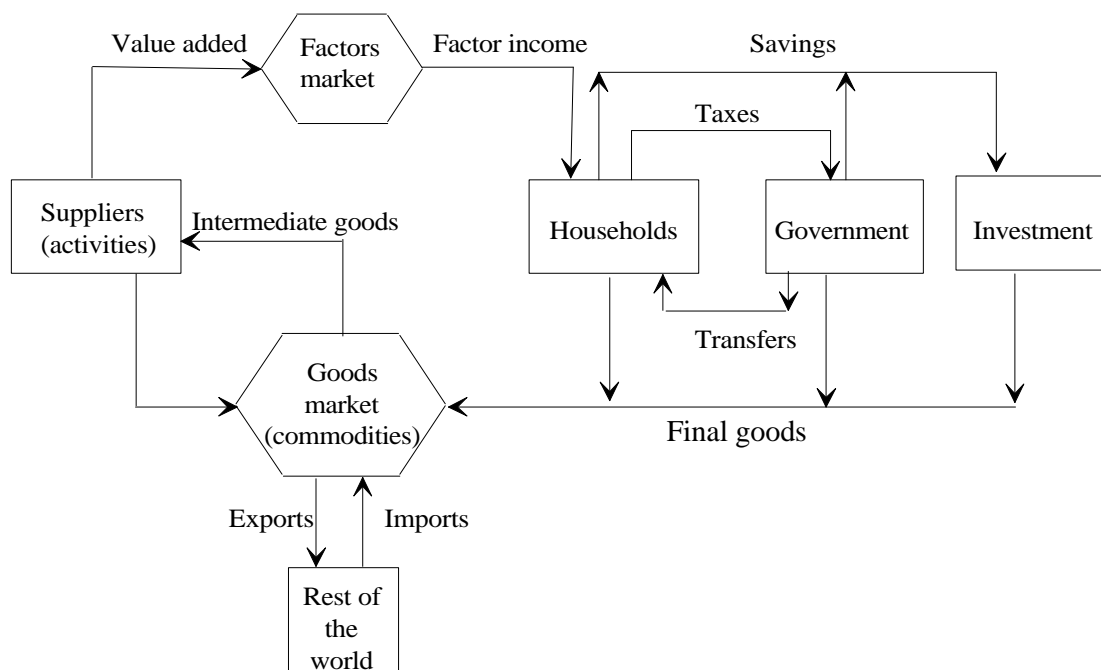 Value added
Factors
market
Factor income
Savings
Taxes
Suppliers
(activities)
Intermediate goods
Households
Government
Investment
Transfers
Goods
market
(commodities)
Final goods
Exports
Imports
Rest of
the
world